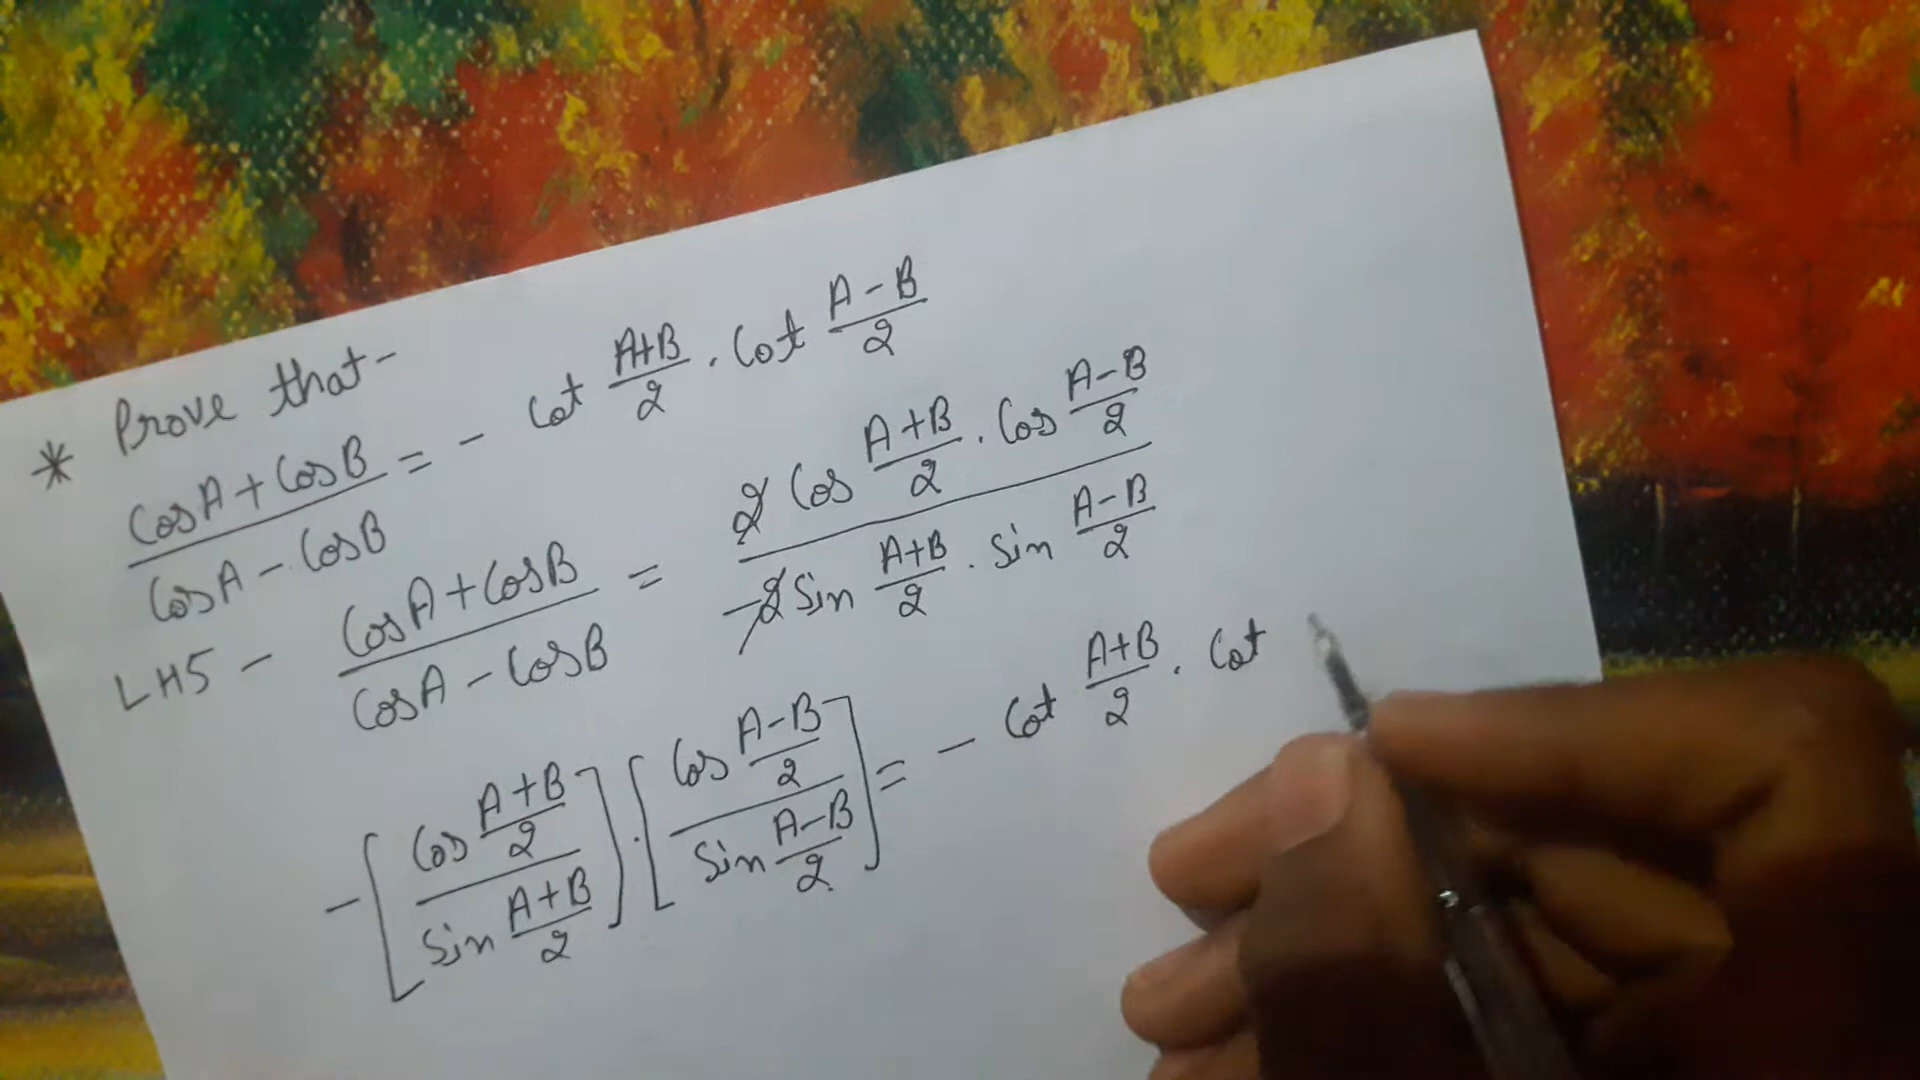 * Prove that-
CosA + CosB / CosA - CosB = - Cot A+B/2 . Cot A-B/2
LHS - CosA + CosB / CosA - CosB = 2 Cos A+B/2 . Cos A-B/2 / -2 Sin A+B/2 . Sin A-B/2
- [Cos A+B/2 / Sin A+B/2] . [Cos A-B/2 / Sin A-B/2] = - Cot A+B/2 . Cot